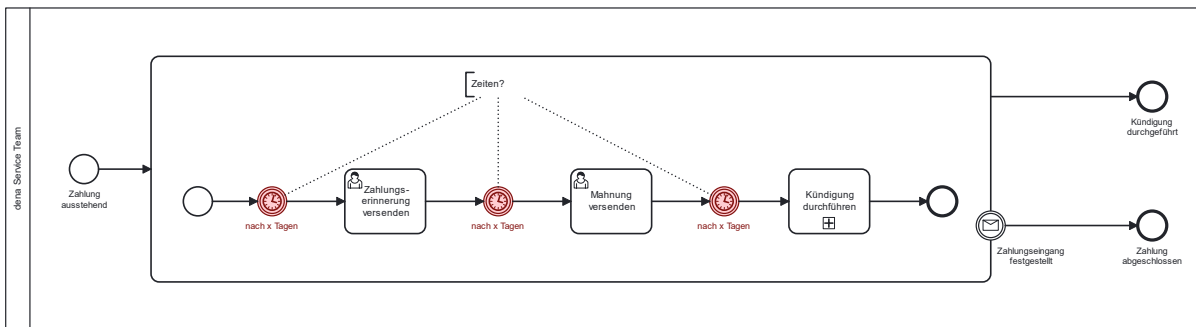 dena Service Team
Zahlung
ausstehend
Zeiten?
nach x Tagen
Zahlungs-
erinnerung
versenden
nach x Tagen
Mahnung
versenden
nach x Tagen
Kündigung
durchführen
Kündigung
durchgeführt
Zahlungseingang
festgestellt
Zahlung
abgeschlossen